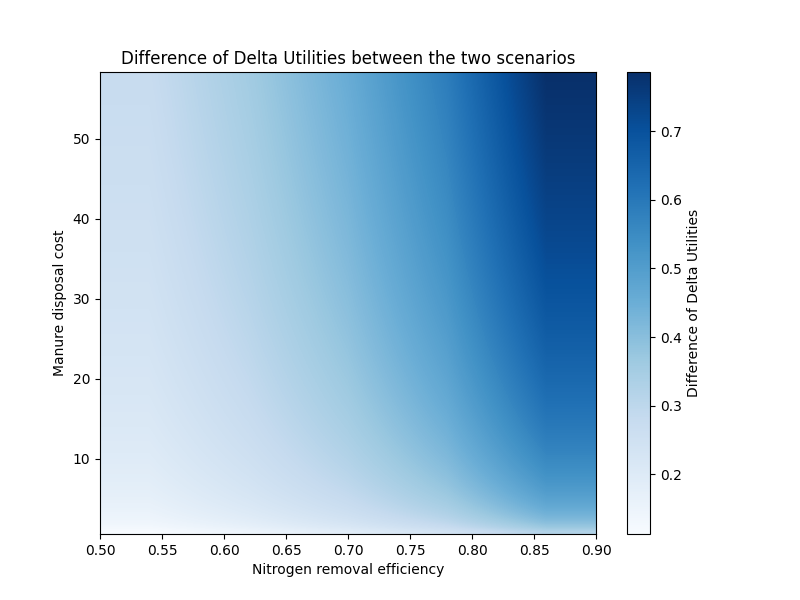 Difference of Delta Utilities between the two scenarios
Manure disposal cost
50
40
30
20
10
0.50 0.55 0.60 0.65 0.70 0.75 0.80 0.85 0.90
Nitrogen removal efficiency
0.7
0.6
0.5
0.4
0.3
0.2
Difference of Delta Utilities